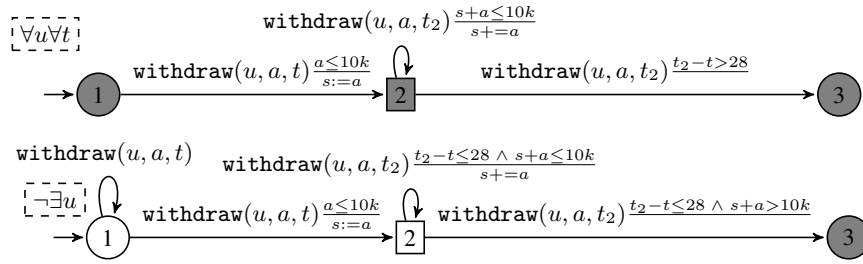 withdraw(u, a, t₂) s+a≤10k / s+=a
∀u∀t
withdraw(u, a, t) a≤10k / s:=a
withdraw(u, a, t₂) t₂−t>28
1
2
3
withdraw(u, a, t)
withdraw(u, a, t₂) t₂−t≤28 ∧ s+a≤10k / s+=a
¬∃u
withdraw(u, a, t) a≤10k / s:=a
withdraw(u, a, t₂) t₂−t≤28 ∧ s+a>10k
1
2
3